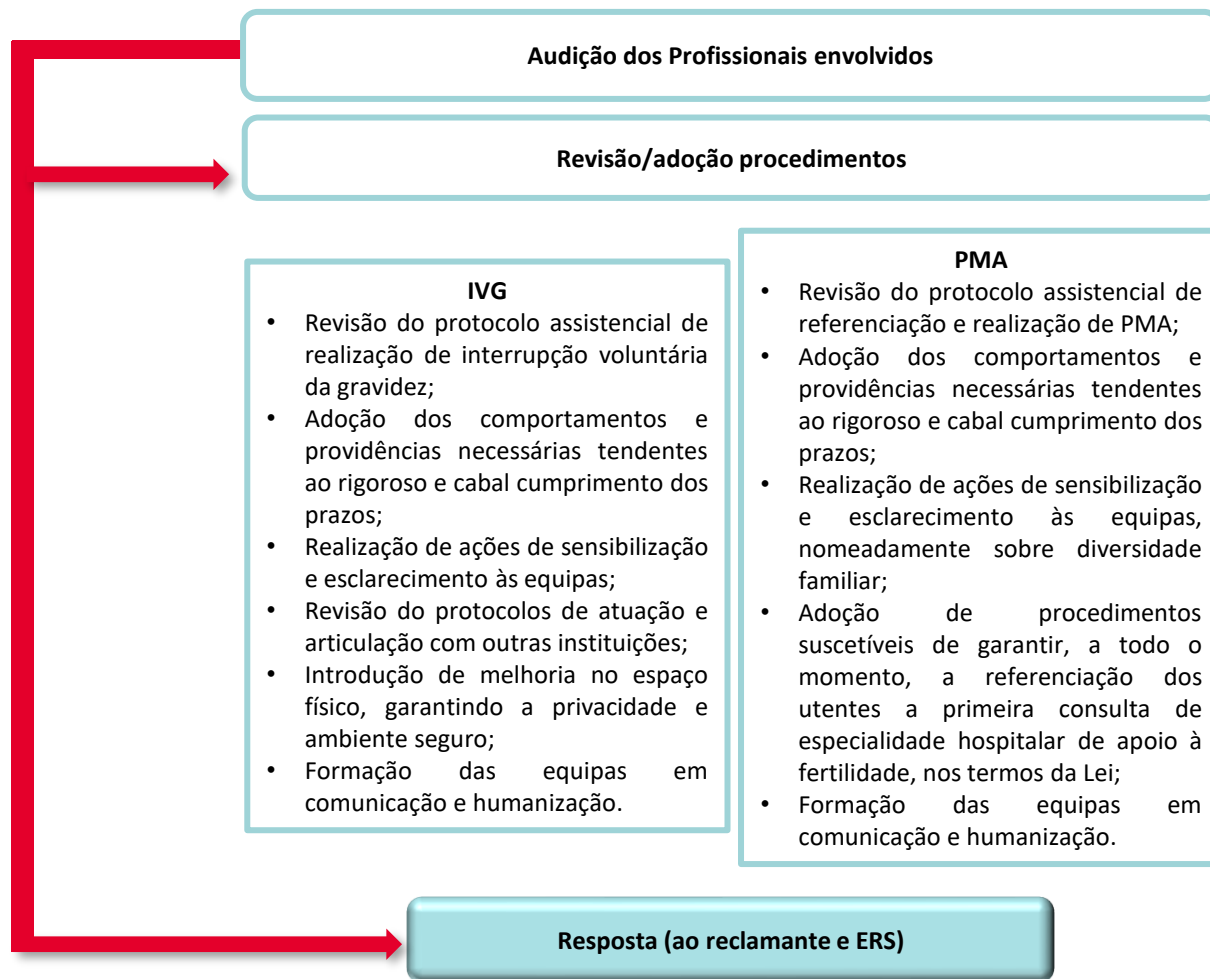 Audição dos Profissionais envolvidos
Revisão/adoção procedimentos
IVG
• Revisão do protocolo assistencial de
realização de interrupção voluntária
da gravidez;
• Adoção dos comportamentos e
providências necessárias tendentes
ao rigoroso e cabal cumprimento dos
prazos;
• Realização de ações de sensibilização
e esclarecimento às equipas;
• Revisão do protocolos de atuação e
articulação com outras instituições;
• Introdução de melhoria no espaço
físico, garantindo a privacidade e
ambiente seguro;
• Formação das equipas em
comunicação e humanização.
PMA
• Revisão do protocolo assistencial de
referenciação e realização de PMA;
• Adoção dos comportamentos e
providências necessárias tendentes
ao rigoroso e cabal cumprimento dos
prazos;
• Realização de ações de sensibilização
e esclarecimento às equipas,
nomeadamente sobre diversidade
familiar;
• Adoção de procedimentos
suscetíveis de garantir, a todo o
momento, a referenciação dos
utentes a primeira consulta de
especialidade hospitalar de apoio à
fertilidade, nos termos da Lei;
• Formação das equipas em
comunicação e humanização.
Resposta (ao reclamante e ERS)